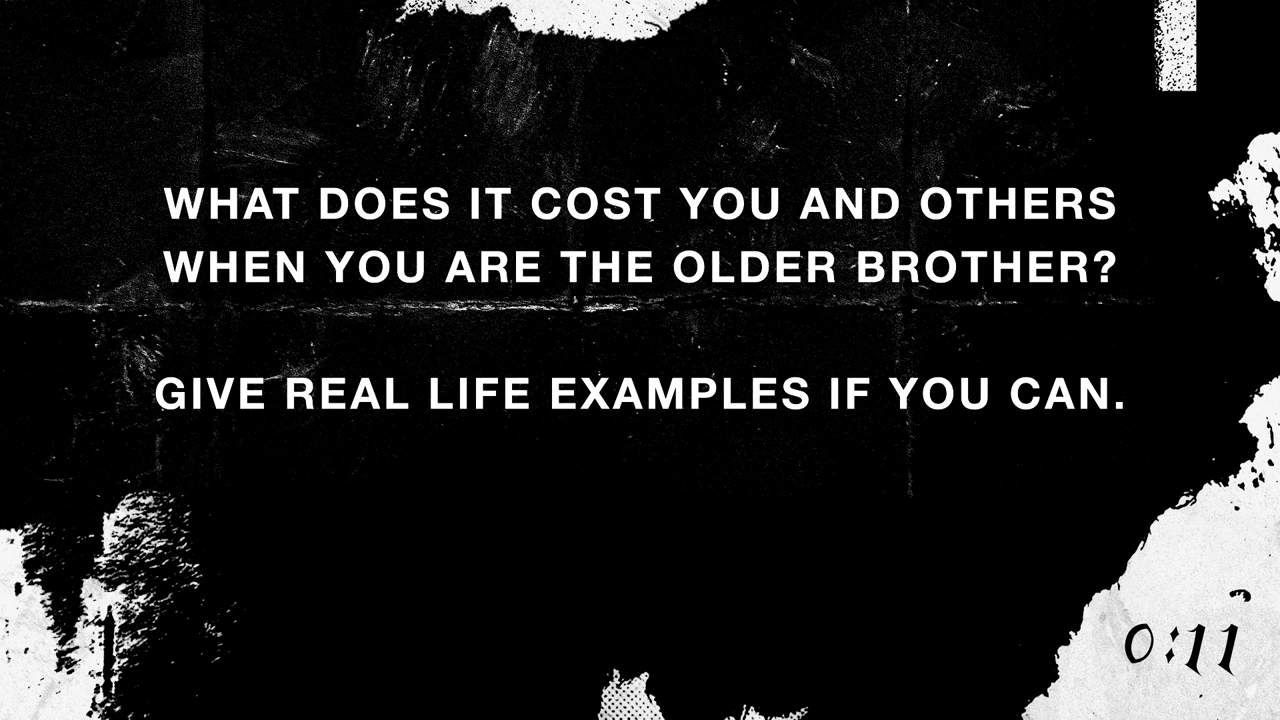 WHAT DOES IT COST YOU AND OTHERS
WHEN YOU ARE THE OLDER BROTHER?
GIVE REAL LIFE EXAMPLES IF YOU CAN.
0:11